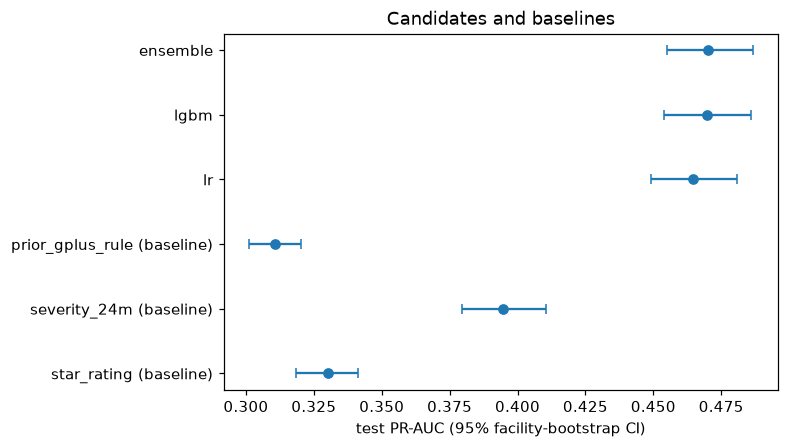 Candidates and baselines
ensemble
lgbm
lr
prior_gplus_rule (baseline)
severity_24m (baseline)
star_rating (baseline)
0.300 0.325 0.350 0.375 0.400 0.425 0.450 0.475
test PR-AUC (95% facility-bootstrap CI)